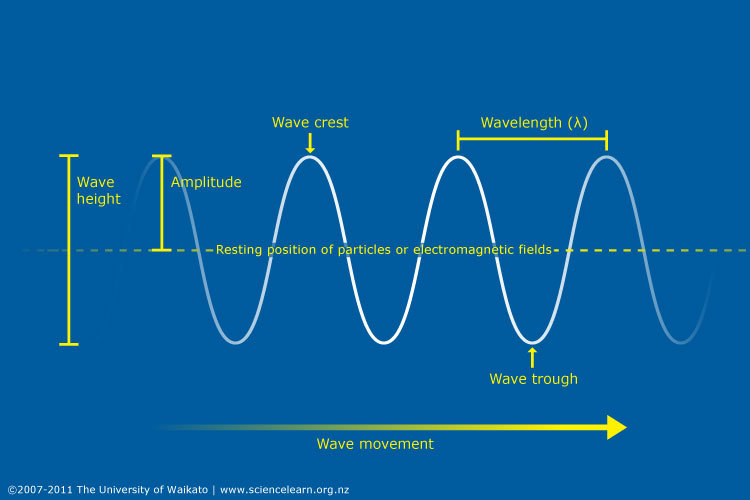 Wave crest
Wavelength (λ)
Wave
height
Amplitude
Resting position of particles or electromagnetic fields
Wave trough
Wave movement
©2007-2011 The University of Waikato | www.sciencelearn.org.nz